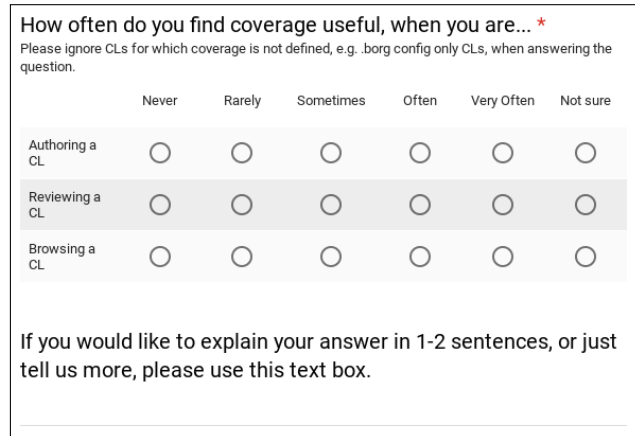 How often do you find coverage useful, when you are... *
Please ignore CLs for which coverage is not defined, e.g. .borg config only CLs, when answering the
question.
Never Rarely Sometimes Often Very Often Not sure
Authoring a
CL
Reviewing a
CL
Browsing a
CL
If you would like to explain your answer in 1-2 sentences, or just
tell us more, please use this text box.